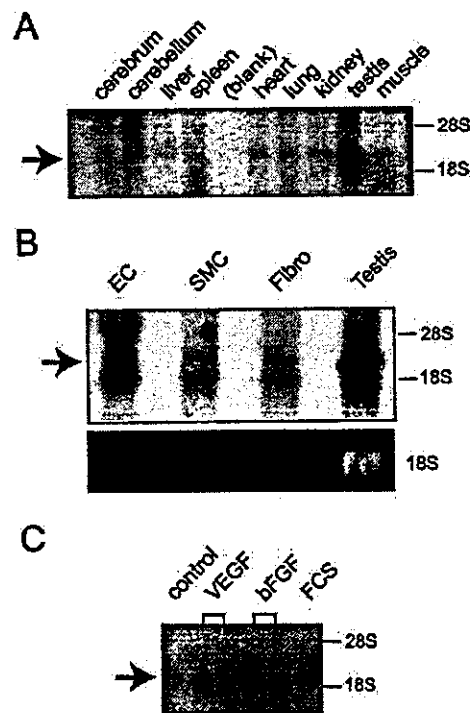 A
cerebrum cerebellum liver spleen (blank) heart lung kidney testis muscle
28S
18S
B
EC SMC Fibro Testis
28S
18S
18S
C
control VEGF bFGF FCS
28S
18S